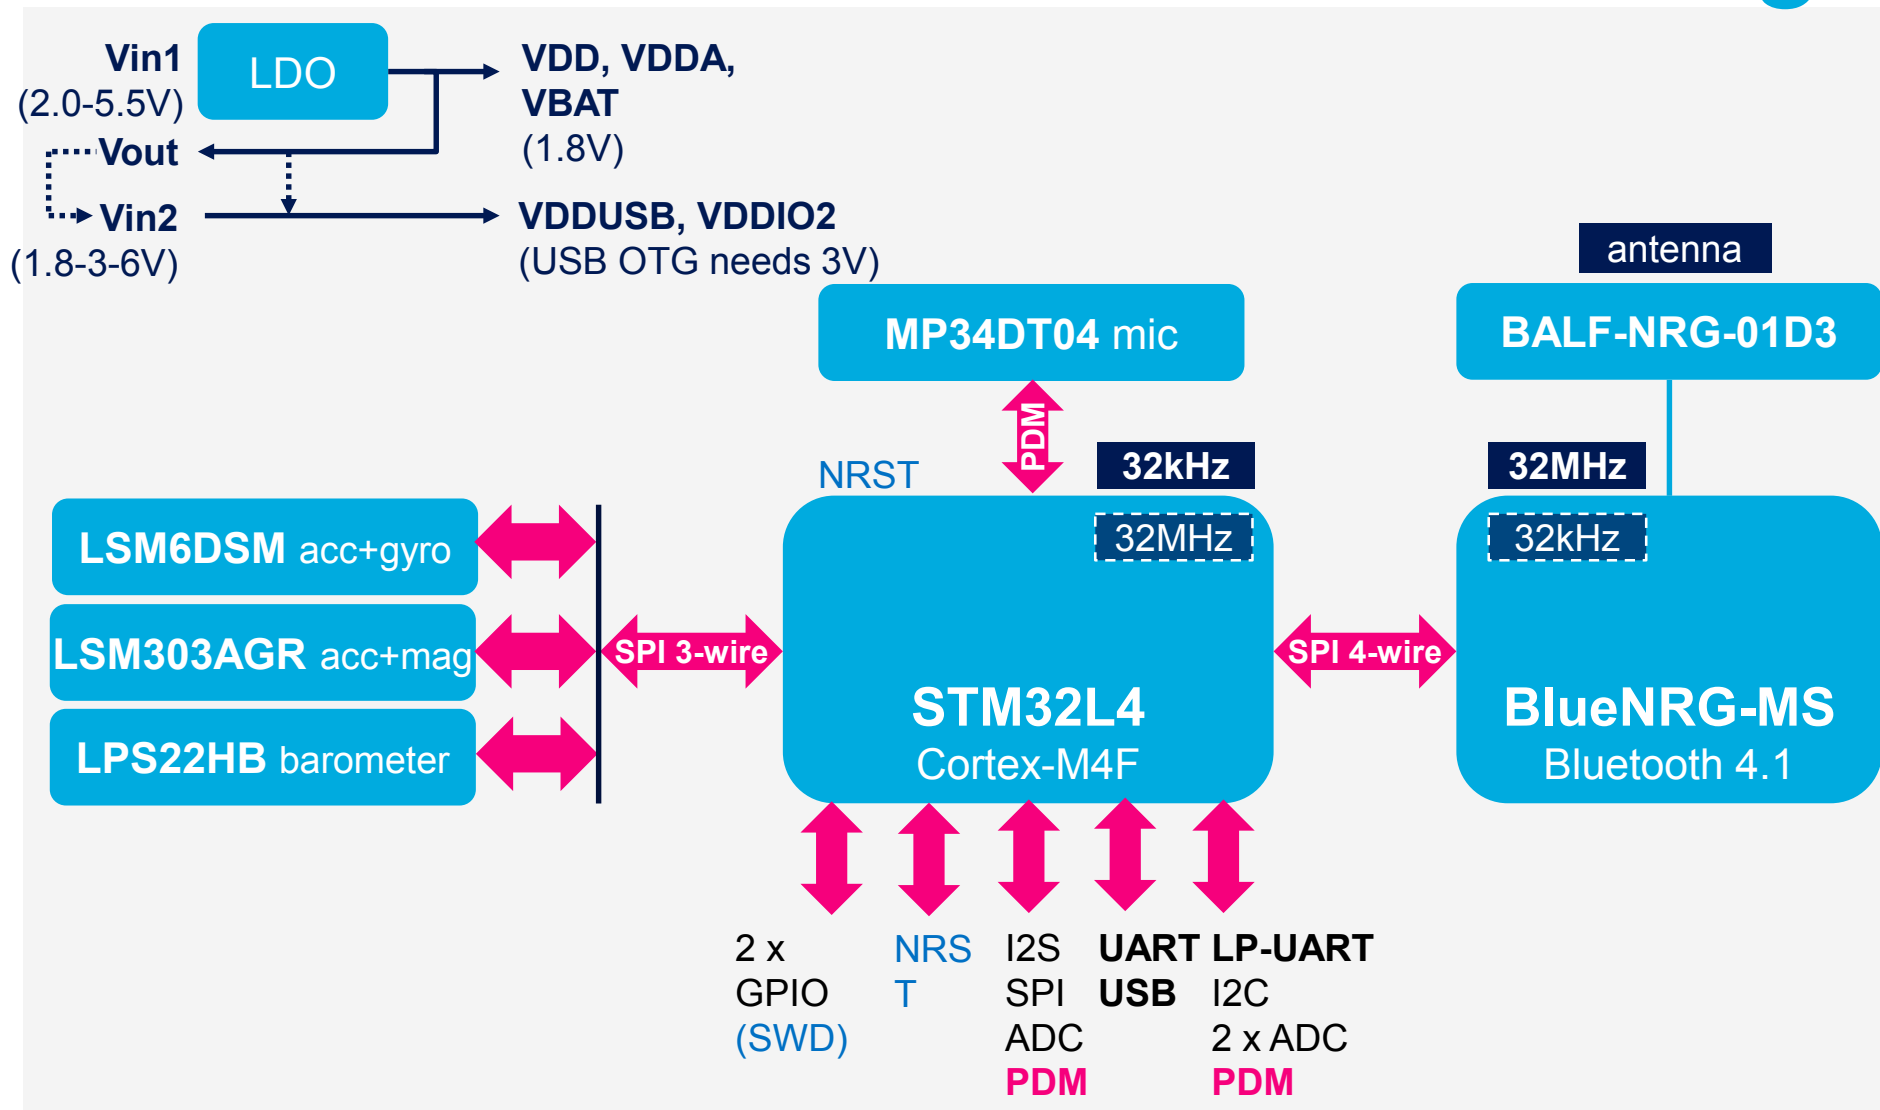 Vin1
(2.0-5.5V)
LDO
VDD, VDDA,
VBAT
(1.8V)
Vout
Vin2
(1.8-3-6V)
VDDUSB, VDDIO2
(USB OTG needs 3V)
antenna
MP34DT04 mic
BALF-NRG-01D3
PDM
NRST
32kHz
32MHz
32MHz
32kHz
LSM6DSM acc+gyro
LSM303AGR acc+mag
LPS22HB barometer
SPI 3-wire
STM32L4
Cortex-M4F
SPI 4-wire
BlueNRG-MS
Bluetooth 4.1
2 x
GPIO
(SWD)
NRS
T
I2S
SPI
ADC
PDM
UART
USB
LP-UART
I2C
2 x ADC
PDM